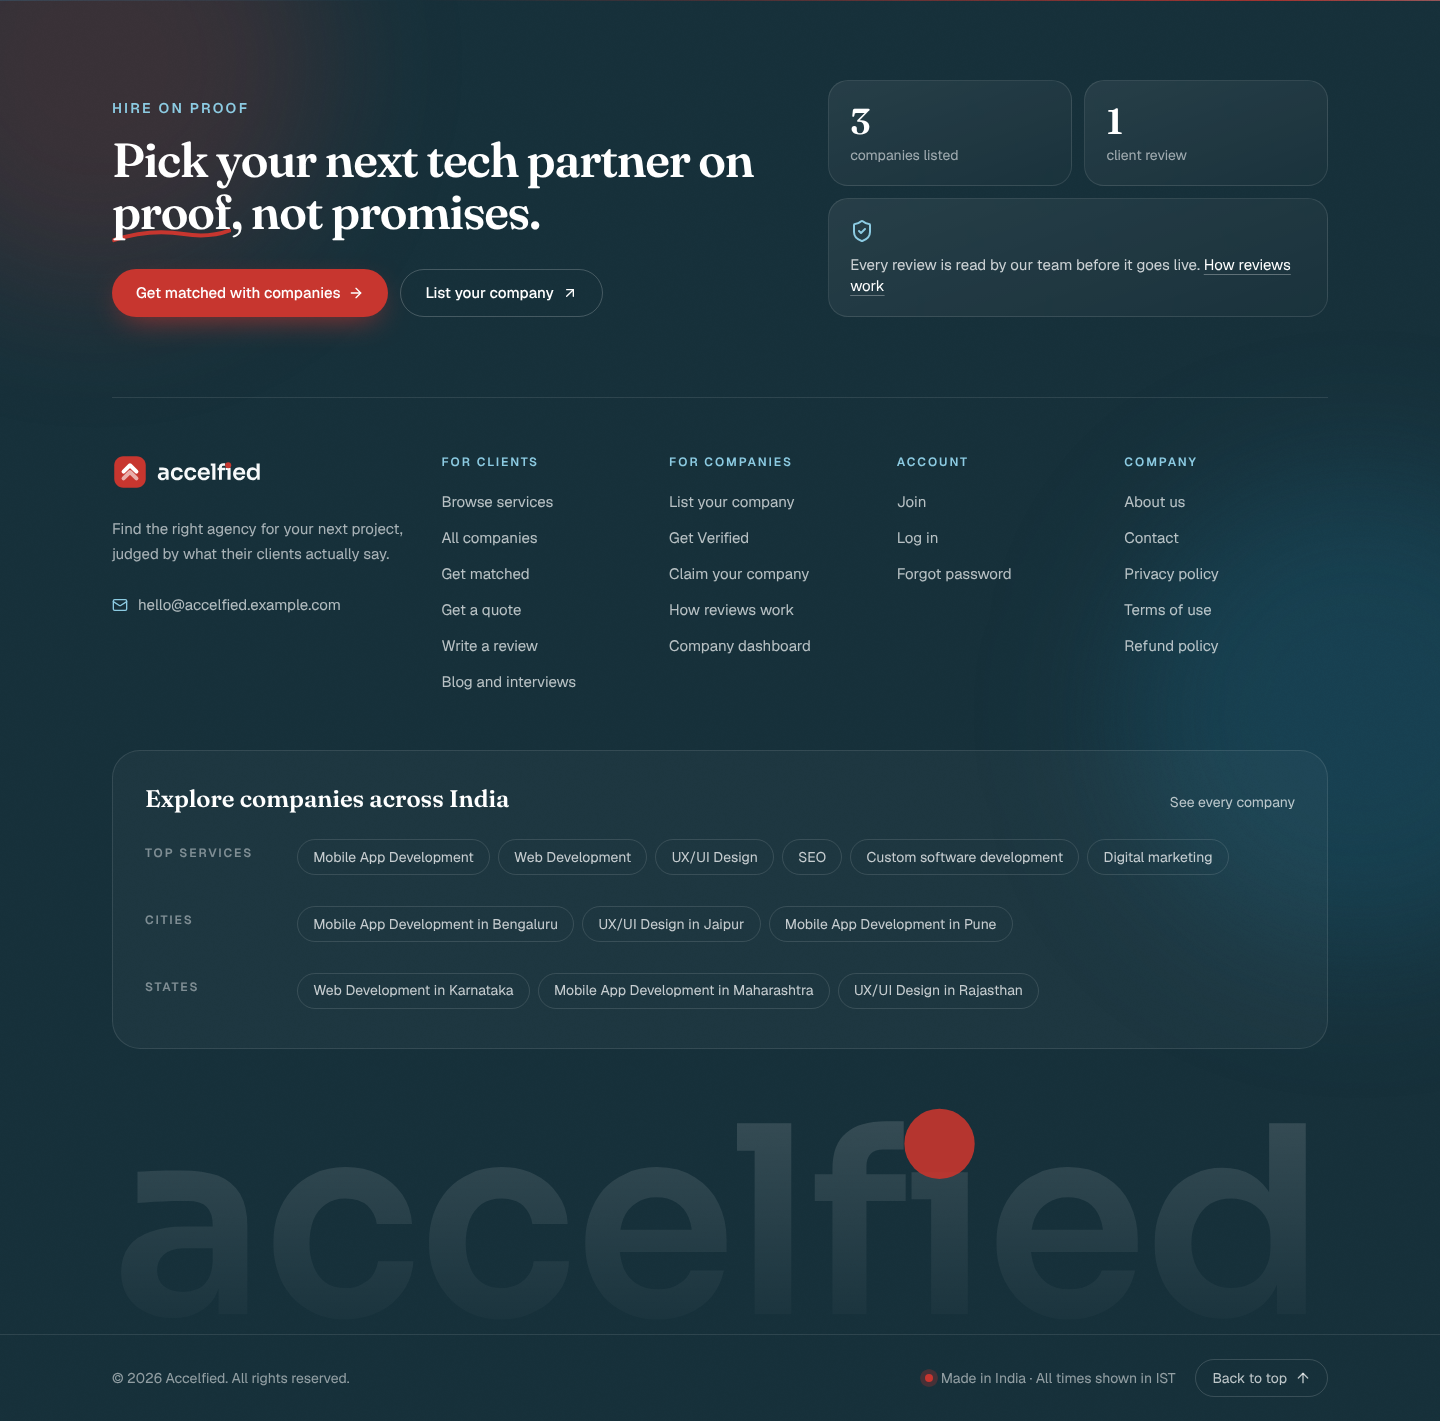 HIRE ON PROOF
Pick your next tech partner on
proof, not promises.
Get matched with companies
List your company
3
companies listed
1
client review
Every review is read by our team before it goes live. How reviews
work
accelfied
Find the right agency for your next project,
judged by what their clients actually say.
hello@accelfied.example.com
FOR CLIENTS
Browse services
All companies
Get matched
Get a quote
Write a review
Blog and interviews
FOR COMPANIES
List your company
Get Verified
Claim your company
How reviews work
Company dashboard
ACCOUNT
Join
Log in
Forgot password
COMPANY
About us
Contact
Privacy policy
Terms of use
Refund policy
Explore companies across India
See every company
TOP SERVICES
Mobile App Development
Web Development
UX/UI Design
SEO
Custom software development
Digital marketing
CITIES
Mobile App Development in Bengaluru
UX/UI Design in Jaipur
Mobile App Development in Pune
STATES
Web Development in Karnataka
Mobile App Development in Maharashtra
UX/UI Design in Rajasthan
accelfied
© 2026 Accelfied. All rights reserved.
Made in India · All times shown in IST
Back to top